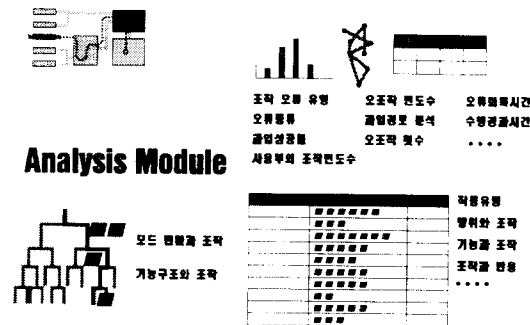 조작 오류 유형
오조작 빈도수
오류회복시간
오류종류
과업경로 분석
수행경과시간
과업성공률
오조작 횟수
....
사용부의 조작빈도수
Analysis Module
모드 변환과 조작
기능구조와 조작
작동유형
행위와 조작
기능과 조작
조작과 반응
....